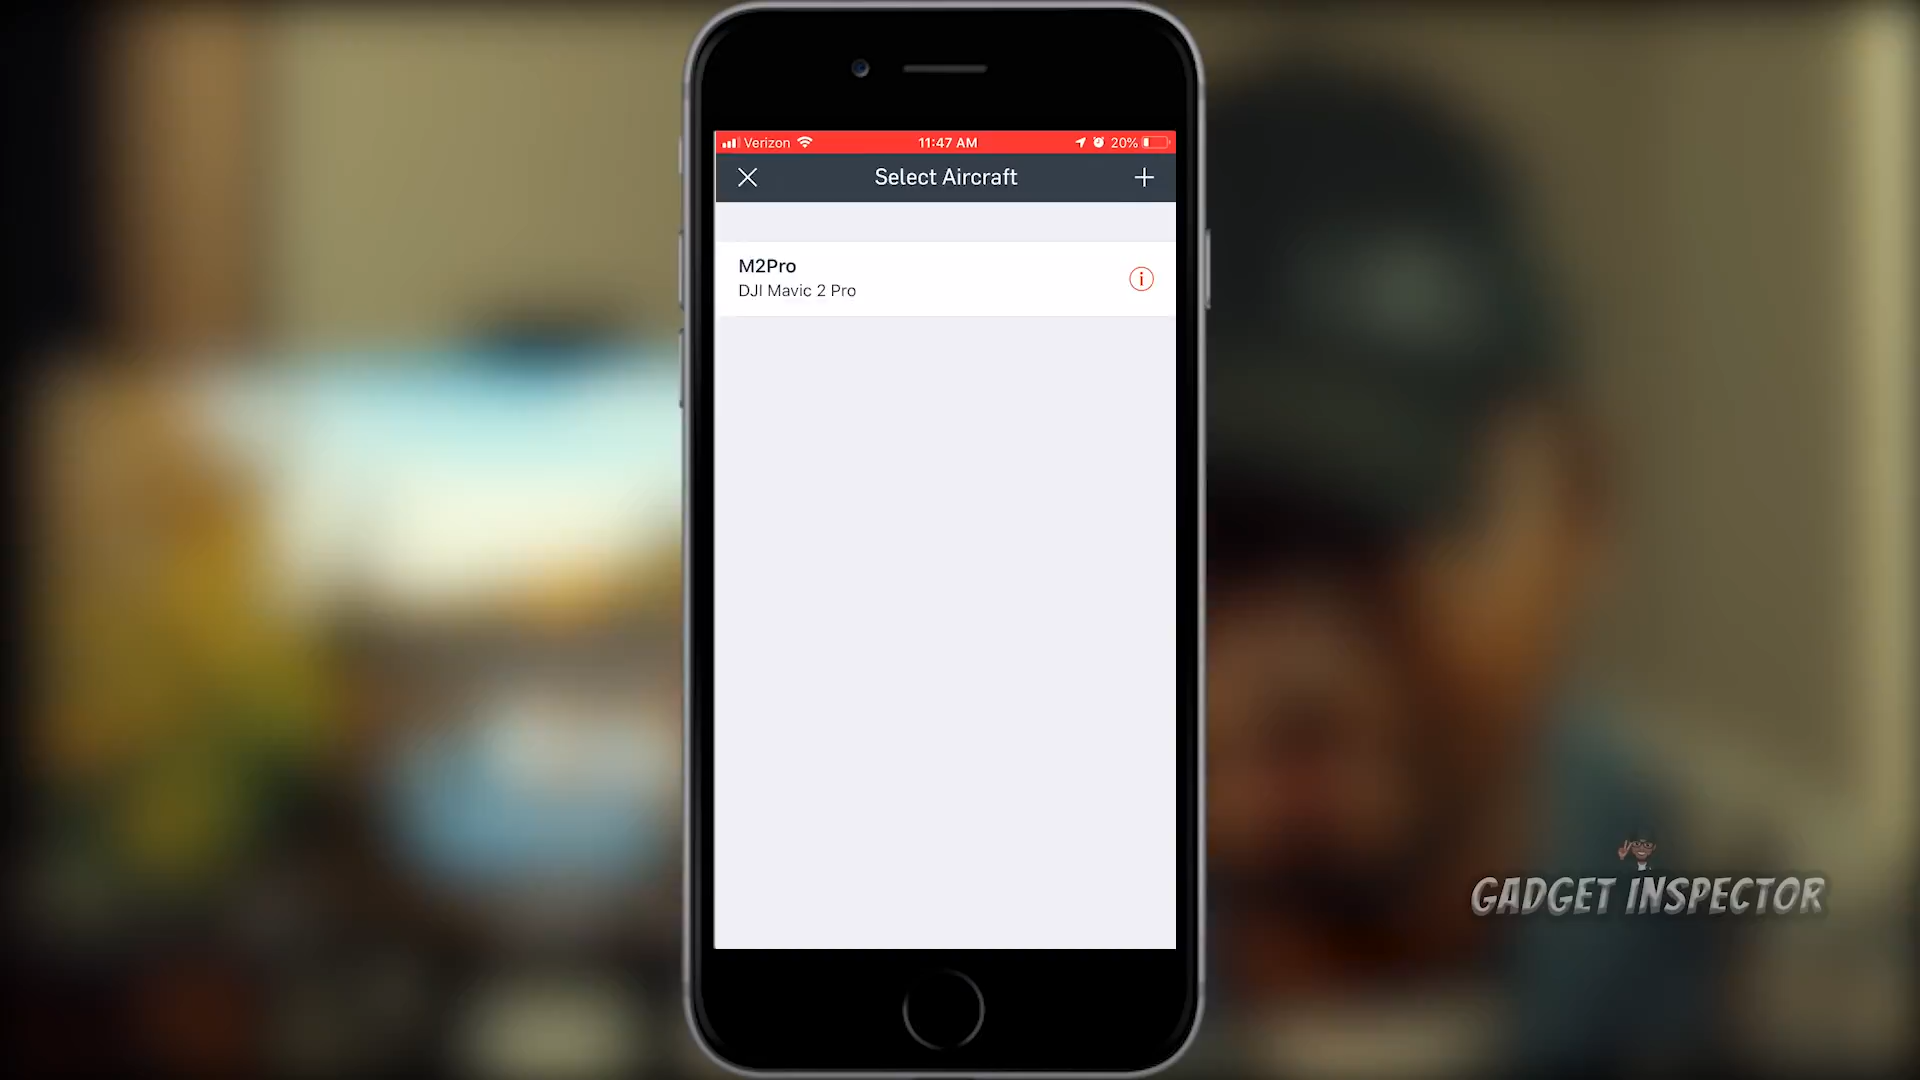 Verizon 11:47 AM 20%
Select Aircraft
M2Pro
DJI Mavic 2 Pro
i
GADGET INSPECTOR